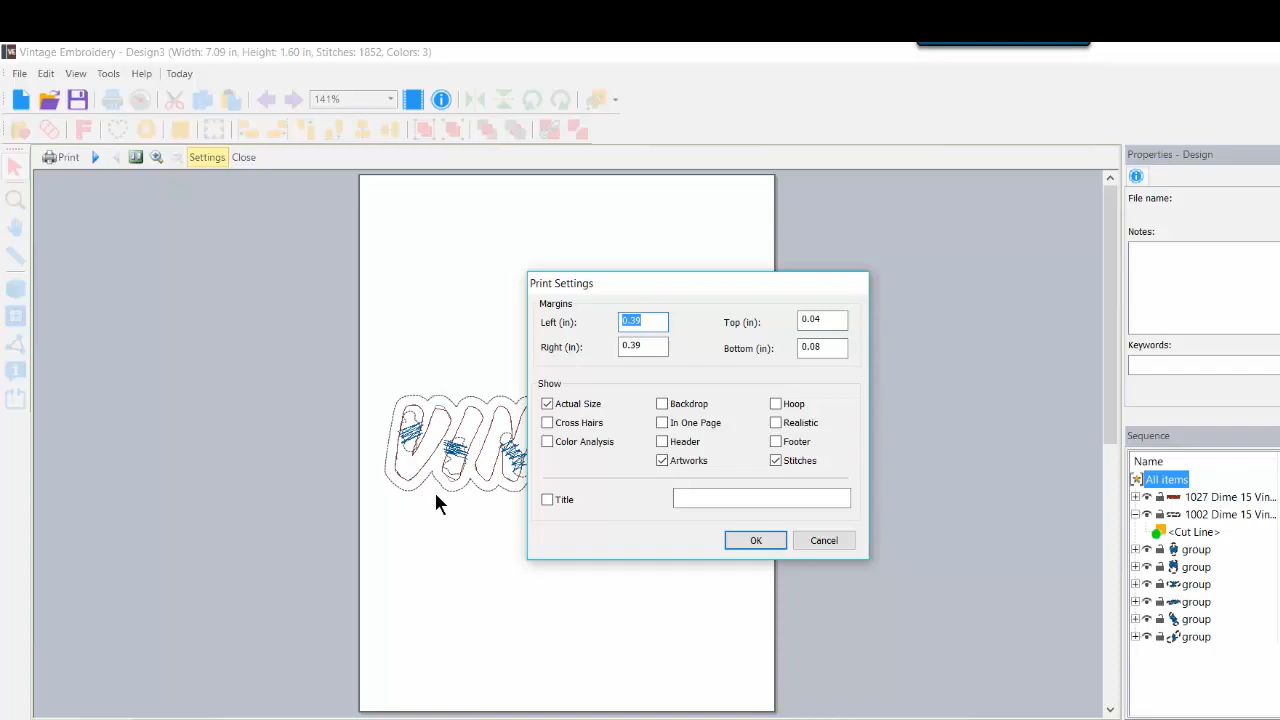 Vintage Embroidery - Design3 (Width: 7.09 in, Height: 1.60 in, Stitches: 1852, Colors: 3)
File Edit View Tools Help Today
141%
Print Settings Close
Properties - Design
File name:
Notes:
Keywords:
Print Settings
Margins
Left (in): 0.39 Top (in): 0.04
Right (in): 0.39 Bottom (in): 0.08
Show
Actual Size Backdrop Hoop
Cross Hairs In One Page Realistic
Color Analysis Header Footer
Artworks Stitches
Title
OK Cancel
Sequence
Name
All items
1027 Dime 15 Vin...
1002 Dime 15 Vin...
<Cut Line>
group
group
group
group
group
group